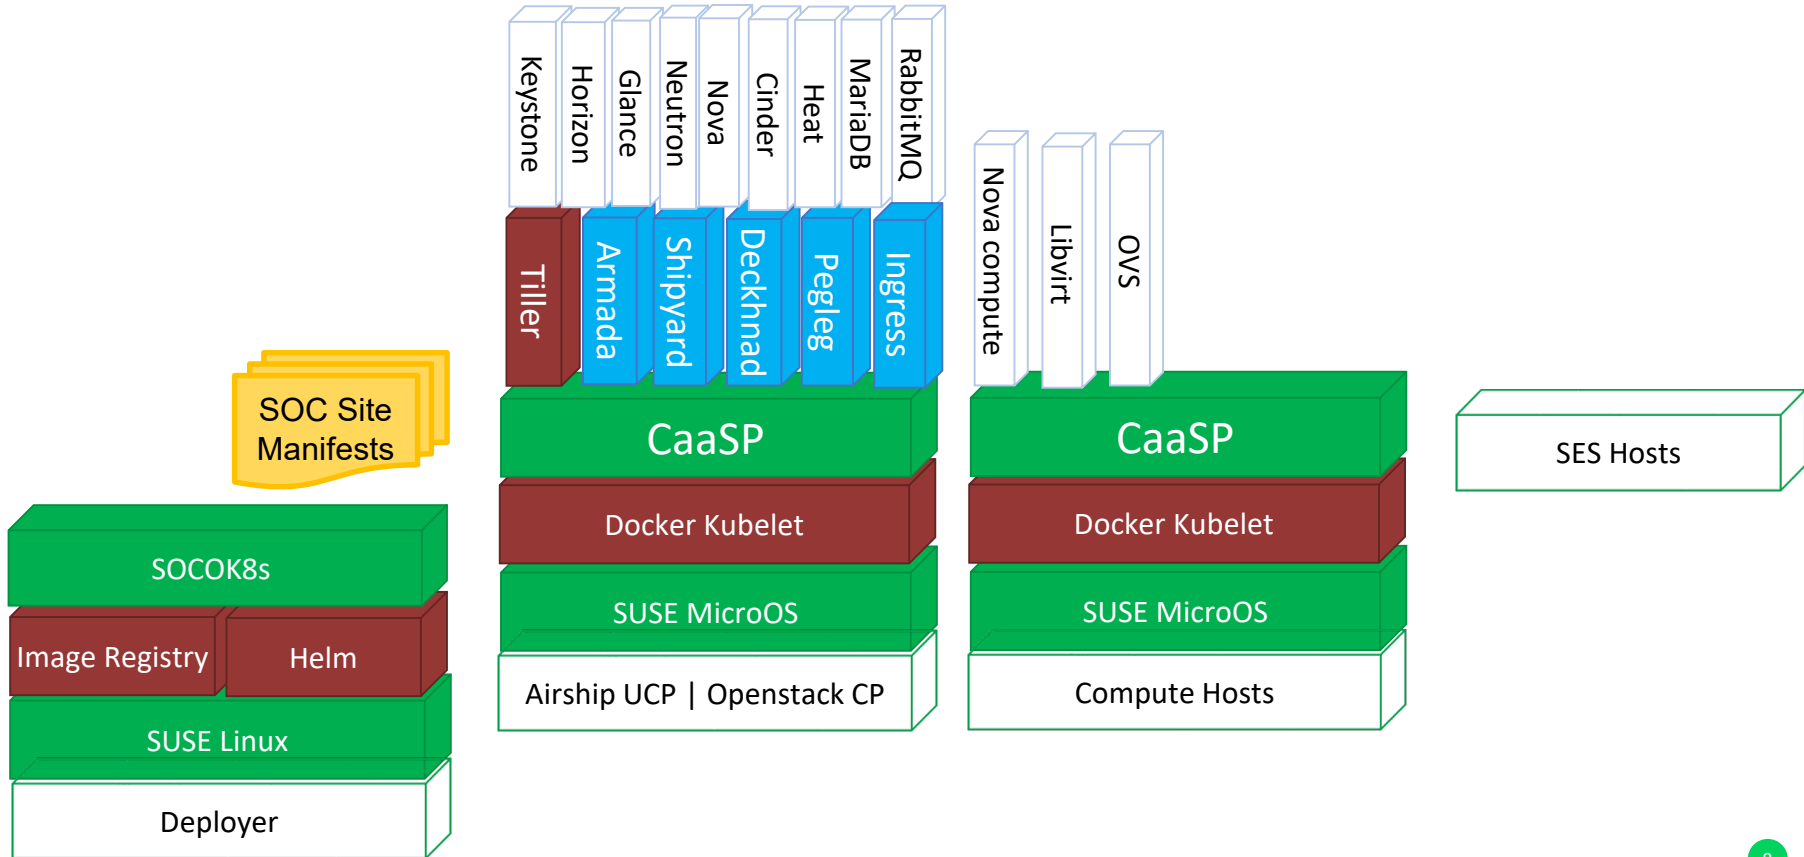 Keystone
Horizon
Glance
Neutron
Nova
Cinder
Heat
MariaDB
RabbitMQ
Tiller
Armada
Shipyard
Deckhnad
Pegleg
Ingress
Nova compute
Libvirt
OVS
SOC Site
Manifests
CaaSP
CaaSP
SES Hosts
Docker Kubelet
Docker Kubelet
SOCOK8s
SUSE MicroOS
SUSE MicroOS
Image Registry
Helm
Airship UCP | Openstack CP
Compute Hosts
SUSE Linux
Deployer